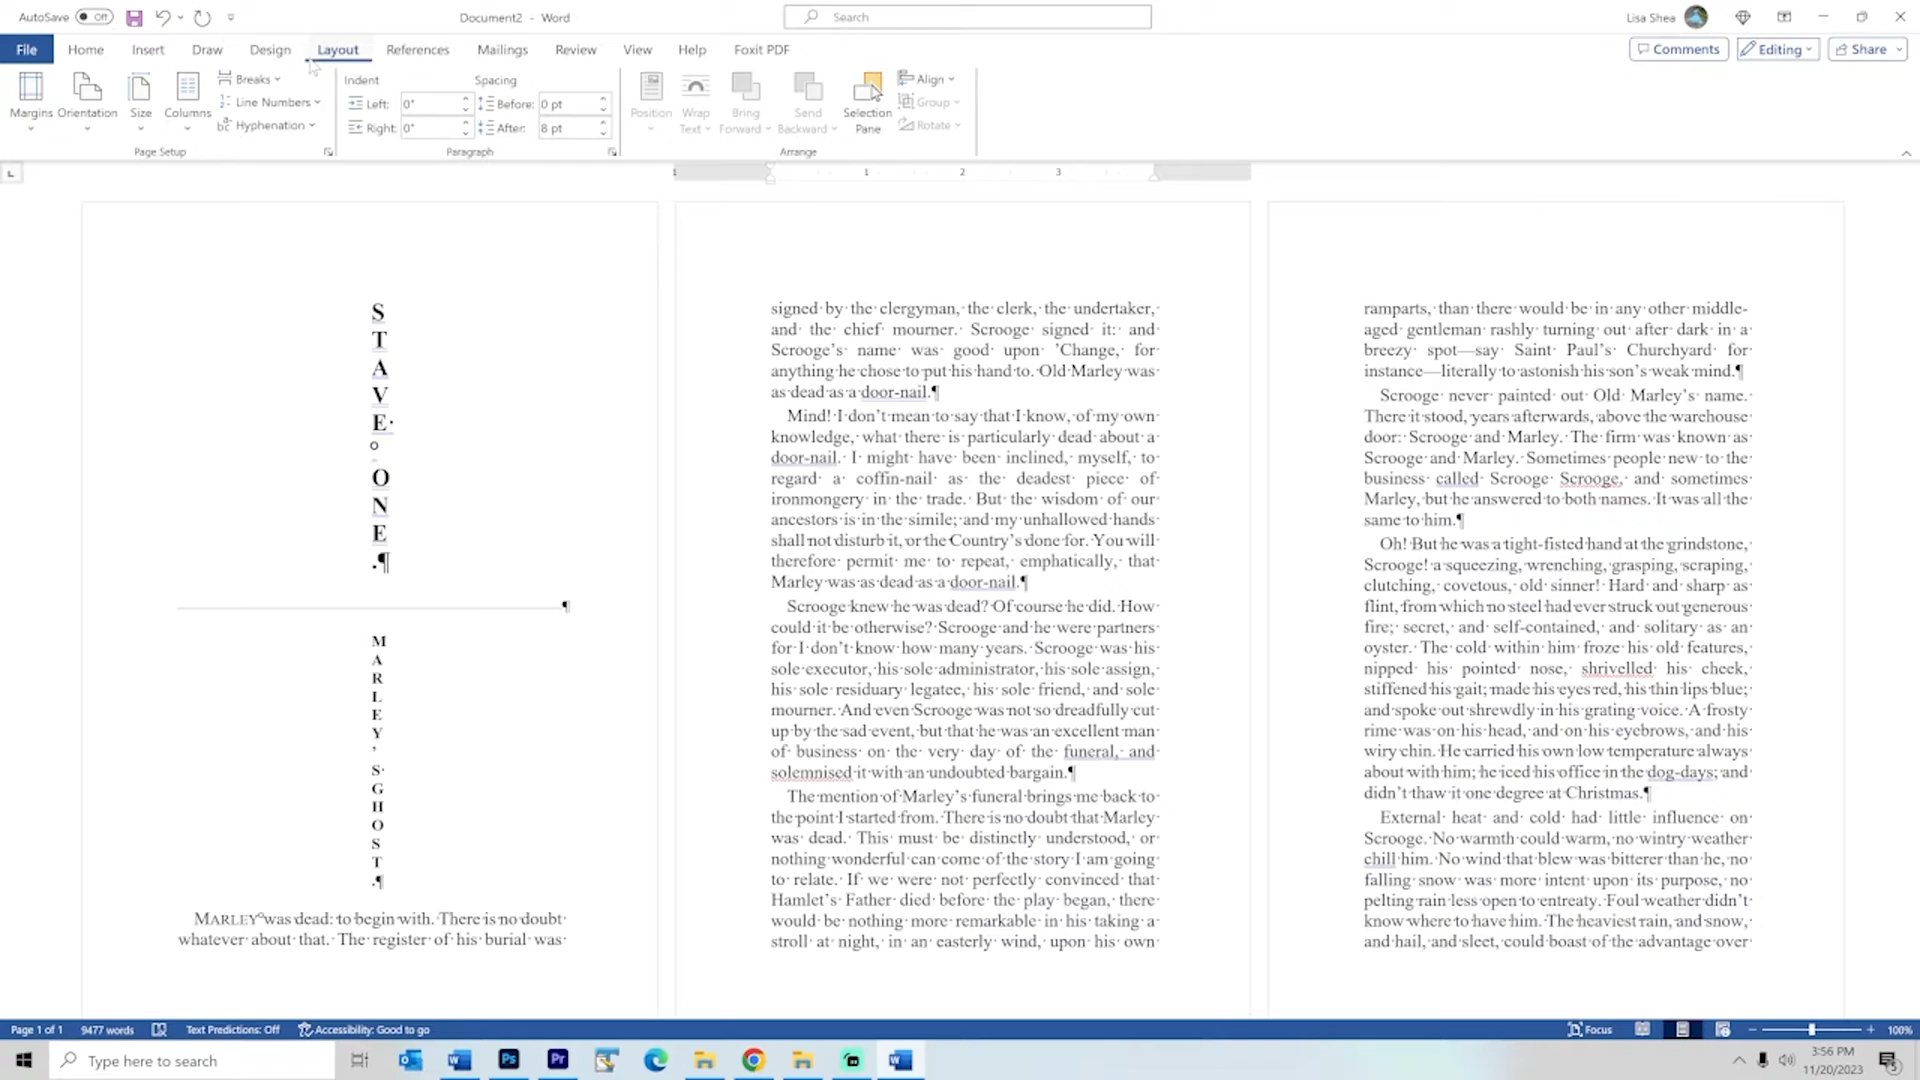 AutoSave Off
Document2 - Word
Search
Lisa Shea
File Home Insert Draw Design Layout References Mailings Review View Help Foxit PDF
Comments Editing Share
Margins Orientation Size Columns
Breaks
Line Numbers
Hyphenation
Page Setup
Indent Spacing
Left: 0" Before: 0 pt
Right: 0" After: 8 pt
Paragraph
Position Wrap Text Bring Forward Send Backward Selection Pane
Align
Group
Rotate
Arrange
1 1 2 3
S
T
A
V
E·
°
O
N
E
.¶
¶
M
A
R
L
E
Y
’
S·
G
H
O
S
T
.¶
MARLEY°was dead: to begin with. There is no doubt
whatever about that. The register of his burial was
signed by the clergyman, the clerk, the undertaker,
and the chief mourner. Scrooge signed it: and
Scrooge’s name was good upon ’Change, for
anything he chose to put his hand to. Old Marley was
as dead as a door-nail.¶
Mind! I don’t mean to say that I know, of my own
knowledge, what there is particularly dead about a
door-nail. I might have been inclined, myself, to
regard a coffin-nail as the deadest piece of
ironmongery in the trade. But the wisdom of our
ancestors is in the simile; and my unhallowed hands
shall not disturb it, or the Country’s done for. You will
therefore permit me to repeat, emphatically, that
Marley was as dead as a door-nail.¶
Scrooge knew he was dead? Of course he did. How
could it be otherwise? Scrooge and he were partners
for I don’t know how many years. Scrooge was his
sole executor, his sole administrator, his sole assign,
his sole residuary legatee, his sole friend, and sole
mourner. And even Scrooge was not so dreadfully cut
up by the sad event, but that he was an excellent man
of business on the very day of the funeral, and
solemnised it with an undoubted bargain.¶
The mention of Marley’s funeral brings me back to
the point I started from. There is no doubt that Marley
was dead. This must be distinctly understood, or
nothing wonderful can come of the story I am going
to relate. If we were not perfectly convinced that
Hamlet’s Father died before the play began, there
would be nothing more remarkable in his taking a
stroll at night, in an easterly wind, upon his own
ramparts, than there would be in any other middle-
aged gentleman rashly turning out after dark in a
breezy spot—say Saint Paul’s Churchyard for
instance—literally to astonish his son’s weak mind.¶
Scrooge never painted out Old Marley’s name.
There it stood, years afterwards, above the warehouse
door: Scrooge and Marley. The firm was known as
Scrooge and Marley. Sometimes people new to the
business called Scrooge Scrooge, and sometimes
Marley, but he answered to both names. It was all the
same to him.¶
Oh! But he was a tight-fisted hand at the grindstone,
Scrooge! a squeezing, wrenching, grasping, scraping,
clutching, covetous, old sinner! Hard and sharp as
flint, from which no steel had ever struck out generous
fire; secret, and self-contained, and solitary as an
oyster. The cold within him froze his old features,
nipped his pointed nose, shrivelled his cheek,
stiffened his gait; made his eyes red, his thin lips blue;
and spoke out shrewdly in his grating voice. A frosty
rime was on his head, and on his eyebrows, and his
wiry chin. He carried his own low temperature always
about with him; he iced his office in the dog-days; and
didn’t thaw it one degree at Christmas.¶
External heat and cold had little influence on
Scrooge. No warmth could warm, no wintry weather
chill him. No wind that blew was bitterer than he, no
falling snow was more intent upon its purpose, no
pelting rain less open to entreaty. Foul weather didn’t
know where to have him. The heaviest rain, and snow,
and hail, and sleet, could boast of the advantage over
Page 1 of 1 9477 words Text Predictions: Off Accessibility: Good to go
Focus 100%
Type here to search
Ps Pr
3:56 PM
11/20/2023
5